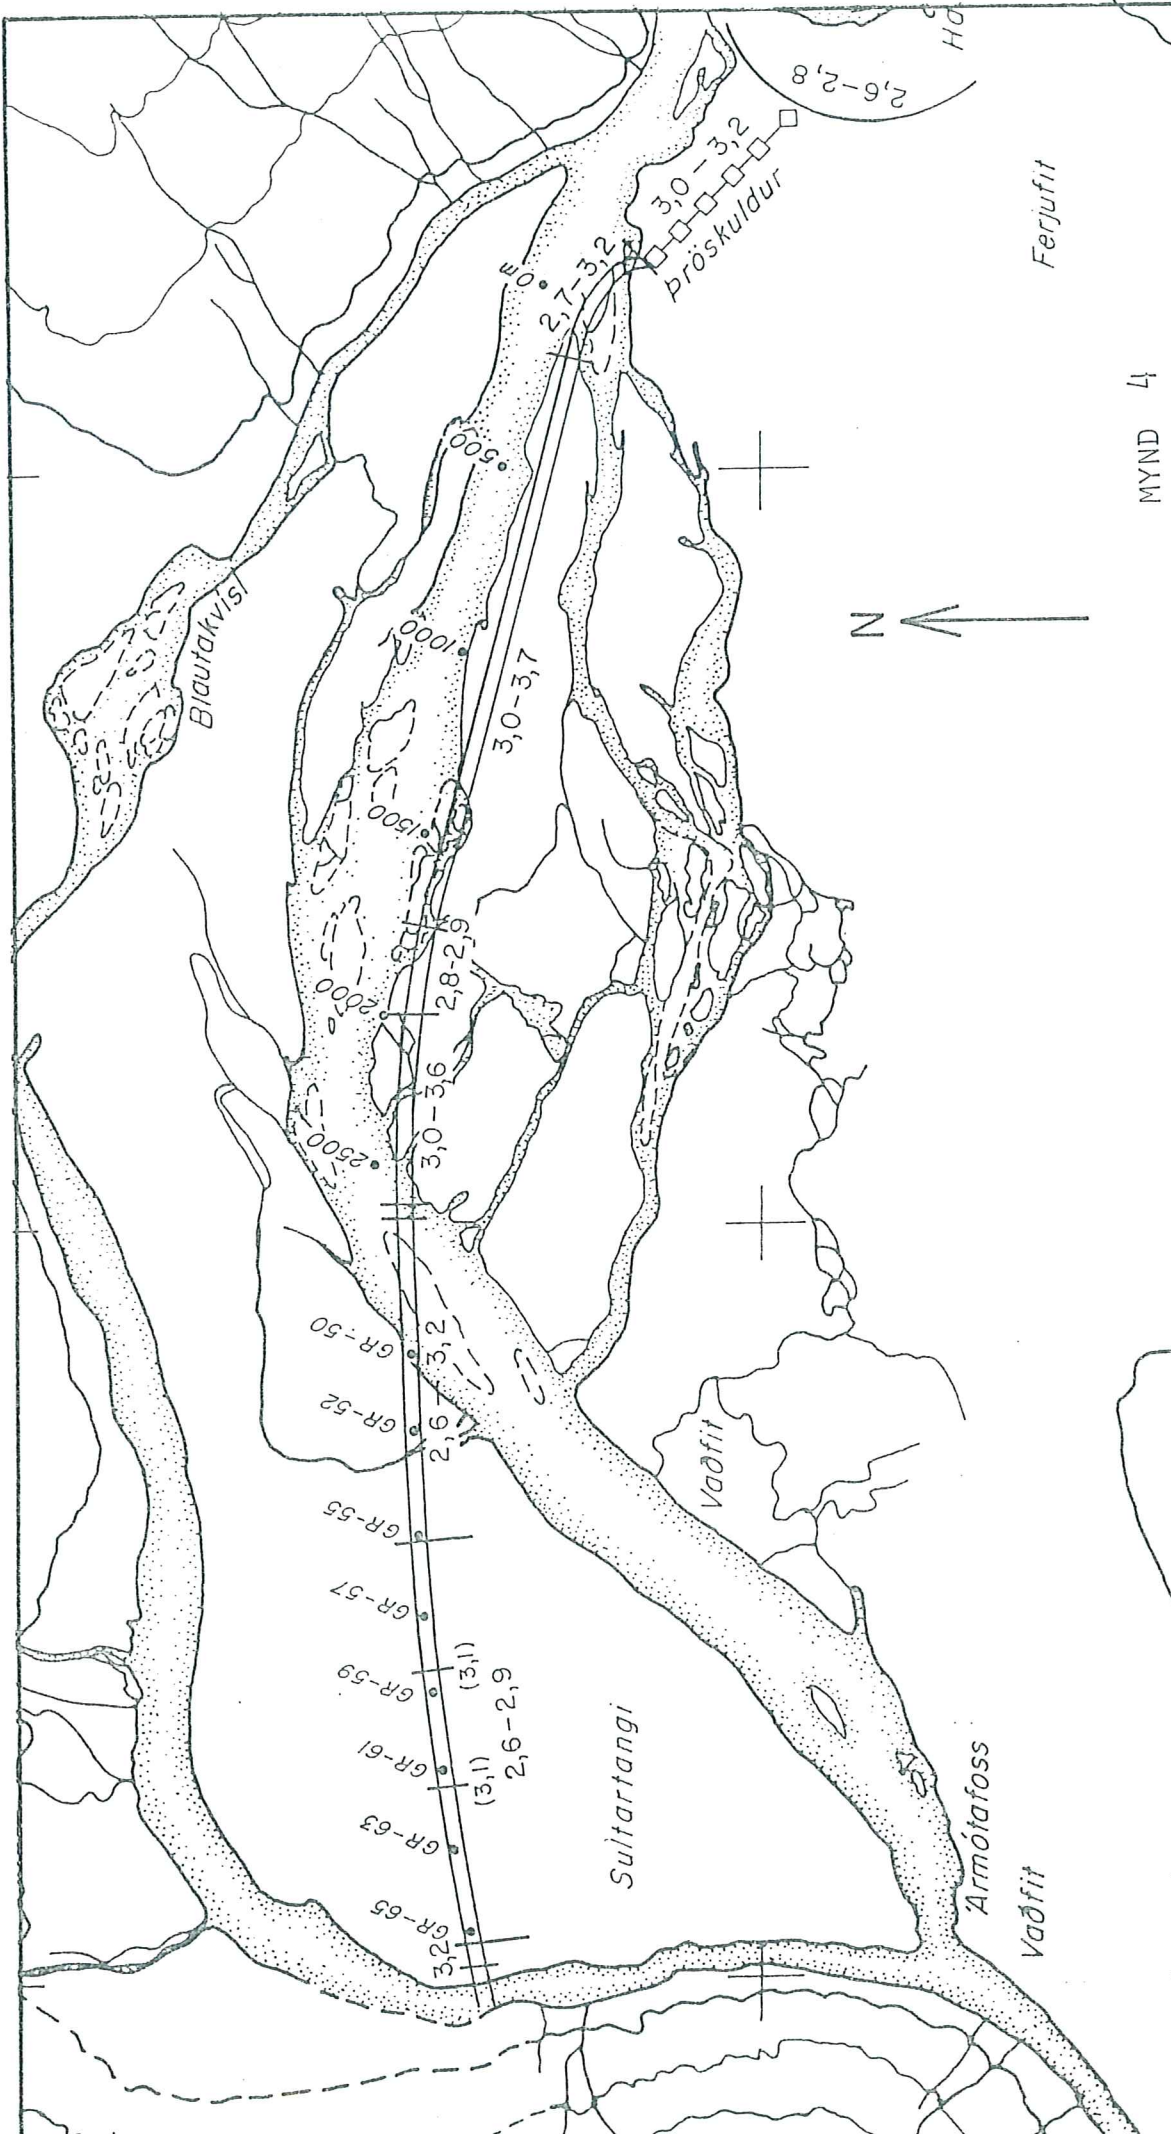 Há
2,6-2,8
3,0-3,2
þröskuldur
Ferjufit
2,7-3,2
0 m
500
1000
1500
2000
2500
Blautakvísl
MYND 4
N
3,0-3,7
2,8-2,9
3,0-3,6
2,6-3,2
GR-50
GR-52
GR-55
GR-57
GR-59
GR-61
GR-63
GR-65
(3,1)
(3,1)
2,6-2,9
3,2
Vaðfit
Sultartangi
Ármótafoss
Vaðfit